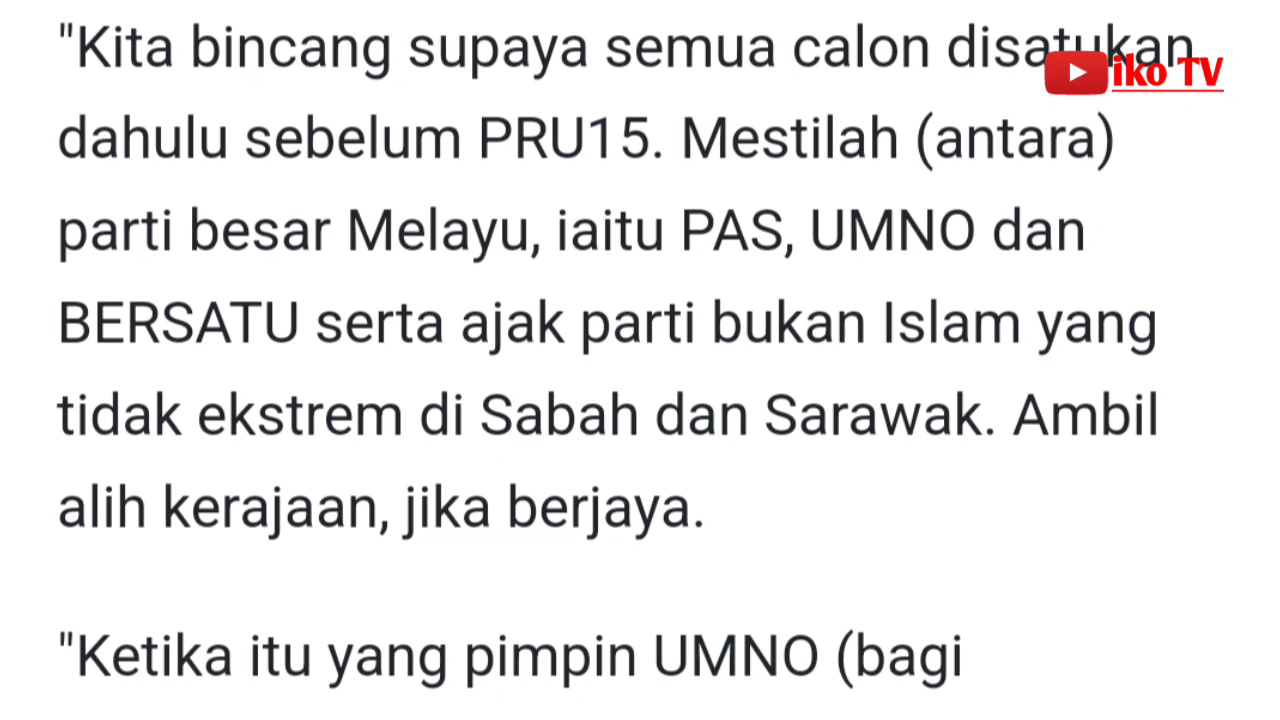 "Kita bincang supaya semua calon disatukan
iko TV
dahulu sebelum PRU15. Mestilah (antara)
parti besar Melayu, iaitu PAS, UMNO dan
BERSATU serta ajak parti bukan Islam yang
tidak ekstrem di Sabah dan Sarawak. Ambil
alih kerajaan, jika berjaya.
"Ketika itu yang pimpin UMNO (bagi